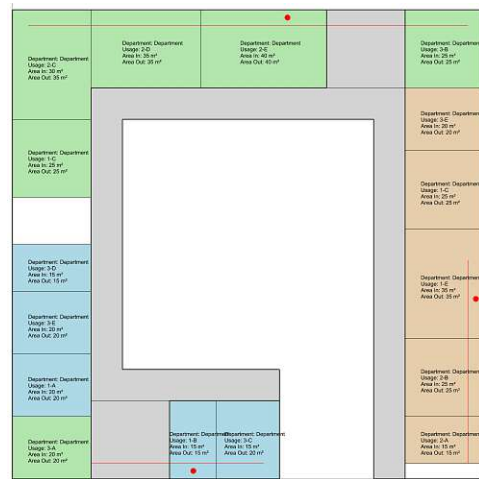 Department: Department
Usage: 2-C
Area In: 30 m²
Area Out: 35 m²
Department: Department
Usage: 2-D
Area In: 35 m²
Area Out: 35 m²
Department: Department
Usage: 2-E
Area In: 40 m²
Area Out: 40 m²
Department: Department
Usage: 3-B
Area In: 25 m²
Area Out: 25 m²
Department: Department
Usage: 3-E
Area In: 20 m²
Area Out: 20 m²
Department: Department
Usage: 1-C
Area In: 25 m²
Area Out: 25 m²
Department: Department
Usage: 1-C
Area In: 25 m²
Area Out: 25 m²
Department: Department
Usage: 3-D
Area In: 15 m²
Area Out: 15 m²
Department: Department
Usage: 1-E
Area In: 35 m²
Area Out: 35 m²
Department: Department
Usage: 3-E
Area In: 20 m²
Area Out: 20 m²
Department: Department
Usage: 1-A
Area In: 20 m²
Area Out: 20 m²
Department: Department
Usage: 2-B
Area In: 25 m²
Area Out: 25 m²
Department: Department
Usage: 3-A
Area In: 20 m²
Area Out: 20 m²
Department: Department
Usage: 1-B
Area In: 15 m²
Area Out: 15 m²
Department: Department
Usage: 3-C
Area In: 15 m²
Area Out: 20 m²
Department: Department
Usage: 2-A
Area In: 15 m²
Area Out: 15 m²